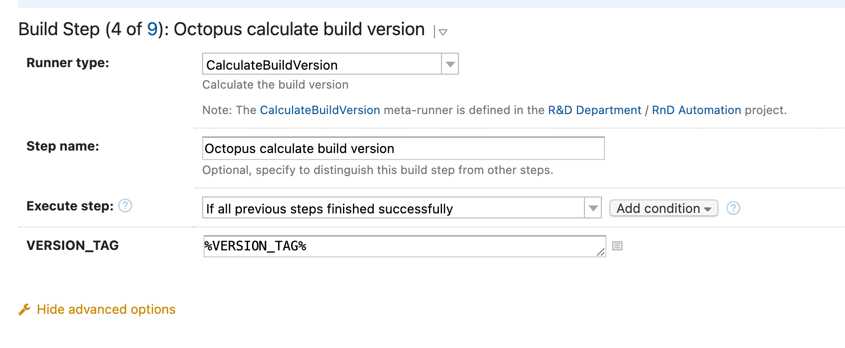 Build Step (4 of 9): Octopus calculate build version
Runner type:
CalculateBuildVersion
Calculate the build version
Note: The CalculateBuildVersion meta-runner is defined in the R&D Department / RnD Automation project.
Step name:
Octopus calculate build version
Optional, specify to distinguish this build step from other steps.
Execute step: ?
If all previous steps finished successfully
Add condition
?
VERSION_TAG
%VERSION_TAG%
Hide advanced options